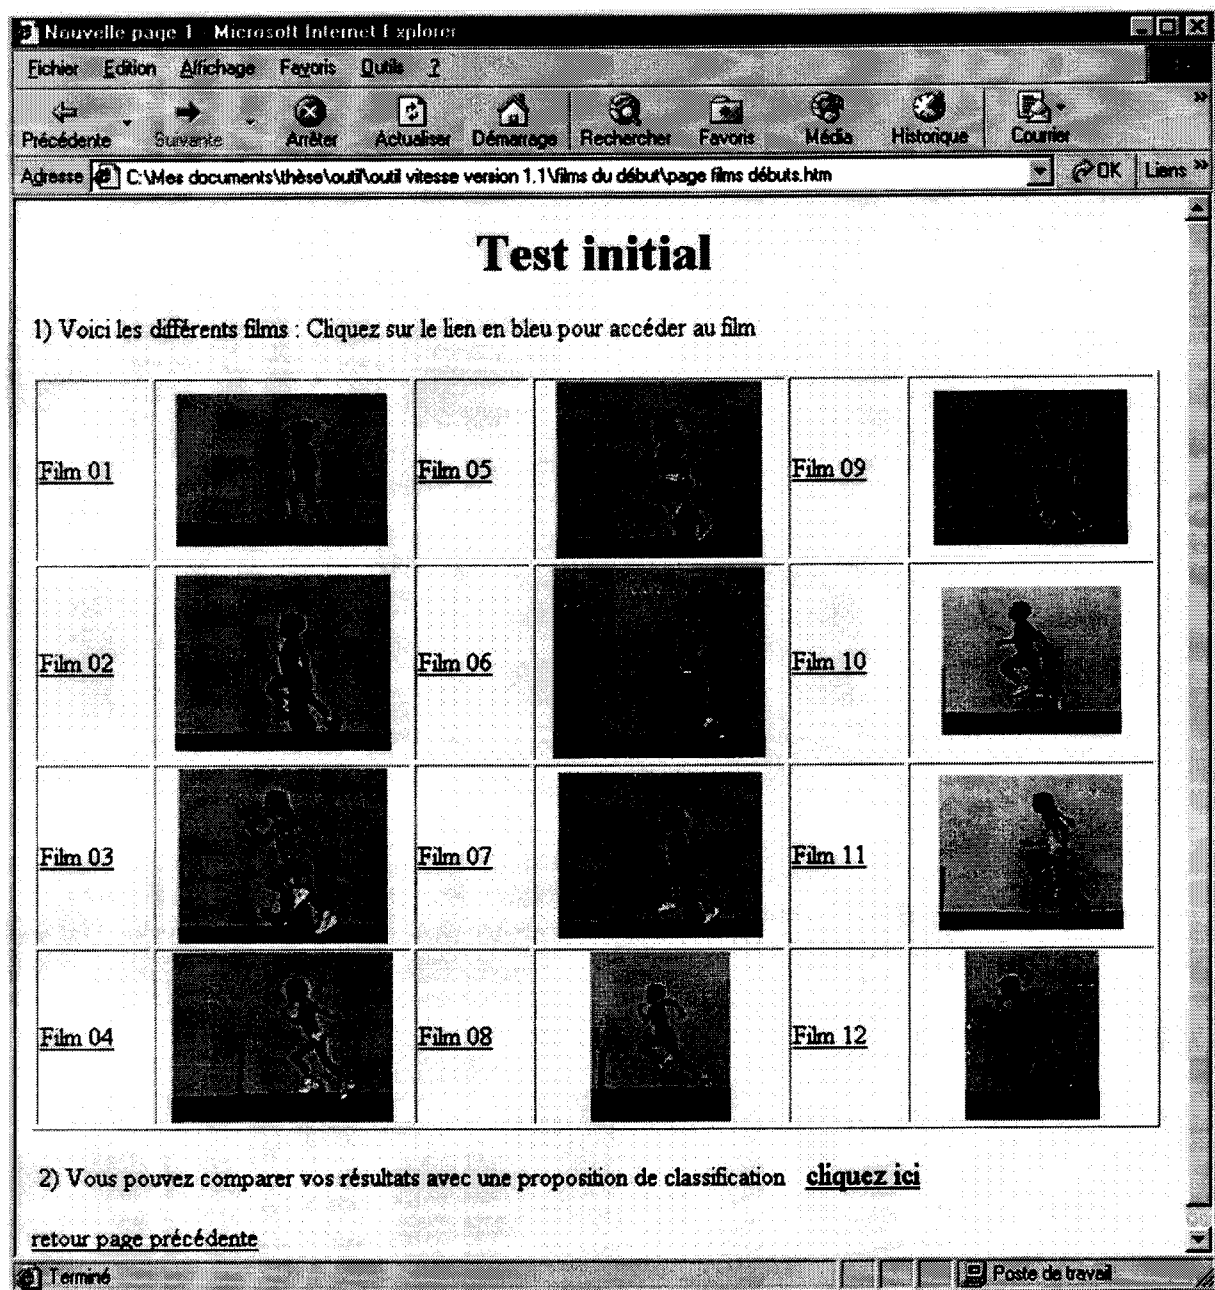 Nouvelle page 1 - Microsoft Internet Explorer
Fichier Edition Affichage Favoris Outils ?
Précédente Suivante Arrêter Actualiser Démarrage Rechercher Favoris Média Historique Courrier
Adresse C:\Mes documents\thèse\outil\outil vitesse version 1.1\films du début\page films débuts.htm OK Liens
Test initial
1) Voici les différents films : Cliquez sur le lien en bleu pour accéder au film
Film 01 Film 05 Film 09
Film 02 Film 06 Film 10
Film 03 Film 07 Film 11
Film 04 Film 08 Film 12
2) Vous pouvez comparer vos résultats avec une proposition de classification cliquez ici
retour page précédente
Terminé Poste de travail